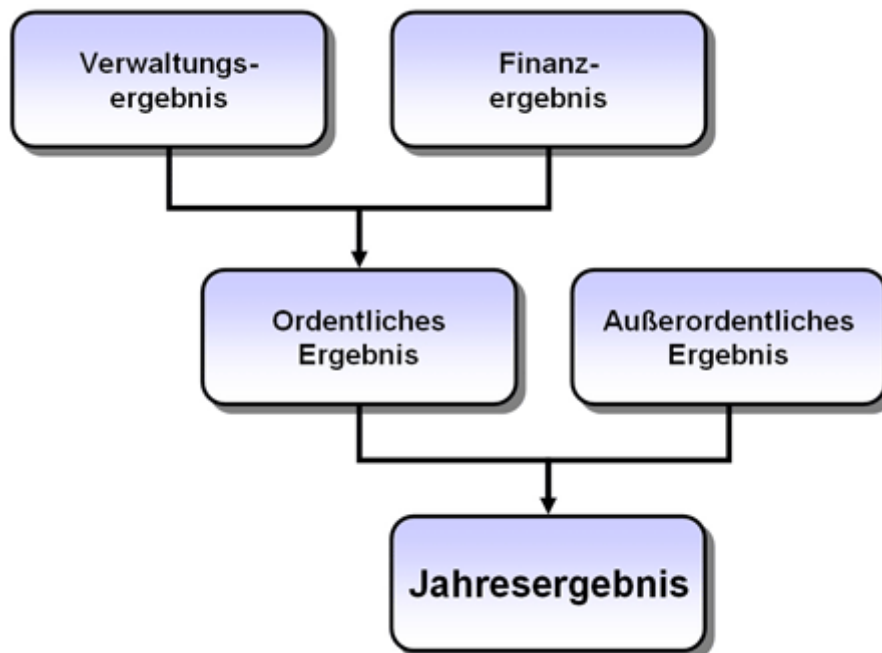 Verwaltungs-
ergebnis
Finanz-
ergebnis
Ordentliches
Ergebnis
Außerordentliches
Ergebnis
Jahresergebnis